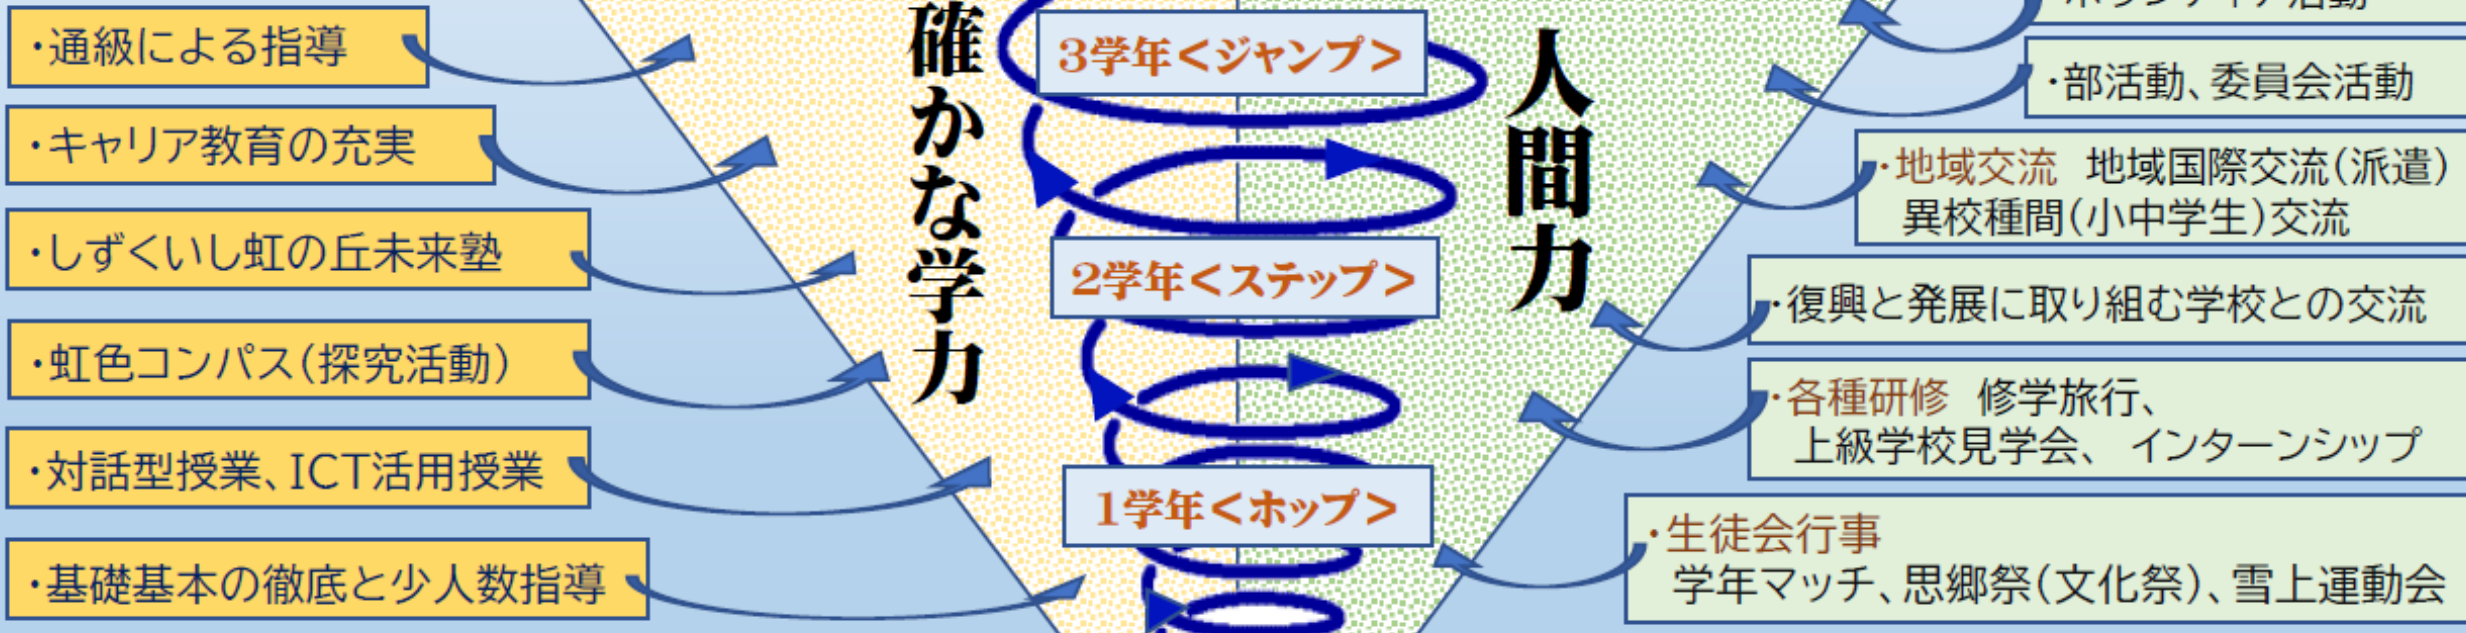 ・通級による指導
・キャリア教育の充実
・しずくいし虹の丘未来塾
・虹色コンパス(探究活動)
・対話型授業、ICT活用授業
・基礎基本の徹底と少人数指導
確かな学力
3学年<ジャンプ>
2学年<ステップ>
1学年<ホップ>
人間力
・部活動、委員会活動
・地域交流 地域国際交流(派遣)
異校種間(小中学生)交流
・復興と発展に取り組む学校との交流
・各種研修 修学旅行、
上級学校見学会、 インターンシップ
・生徒会行事
学年マッチ、思郷祭(文化祭)、雪上運動会